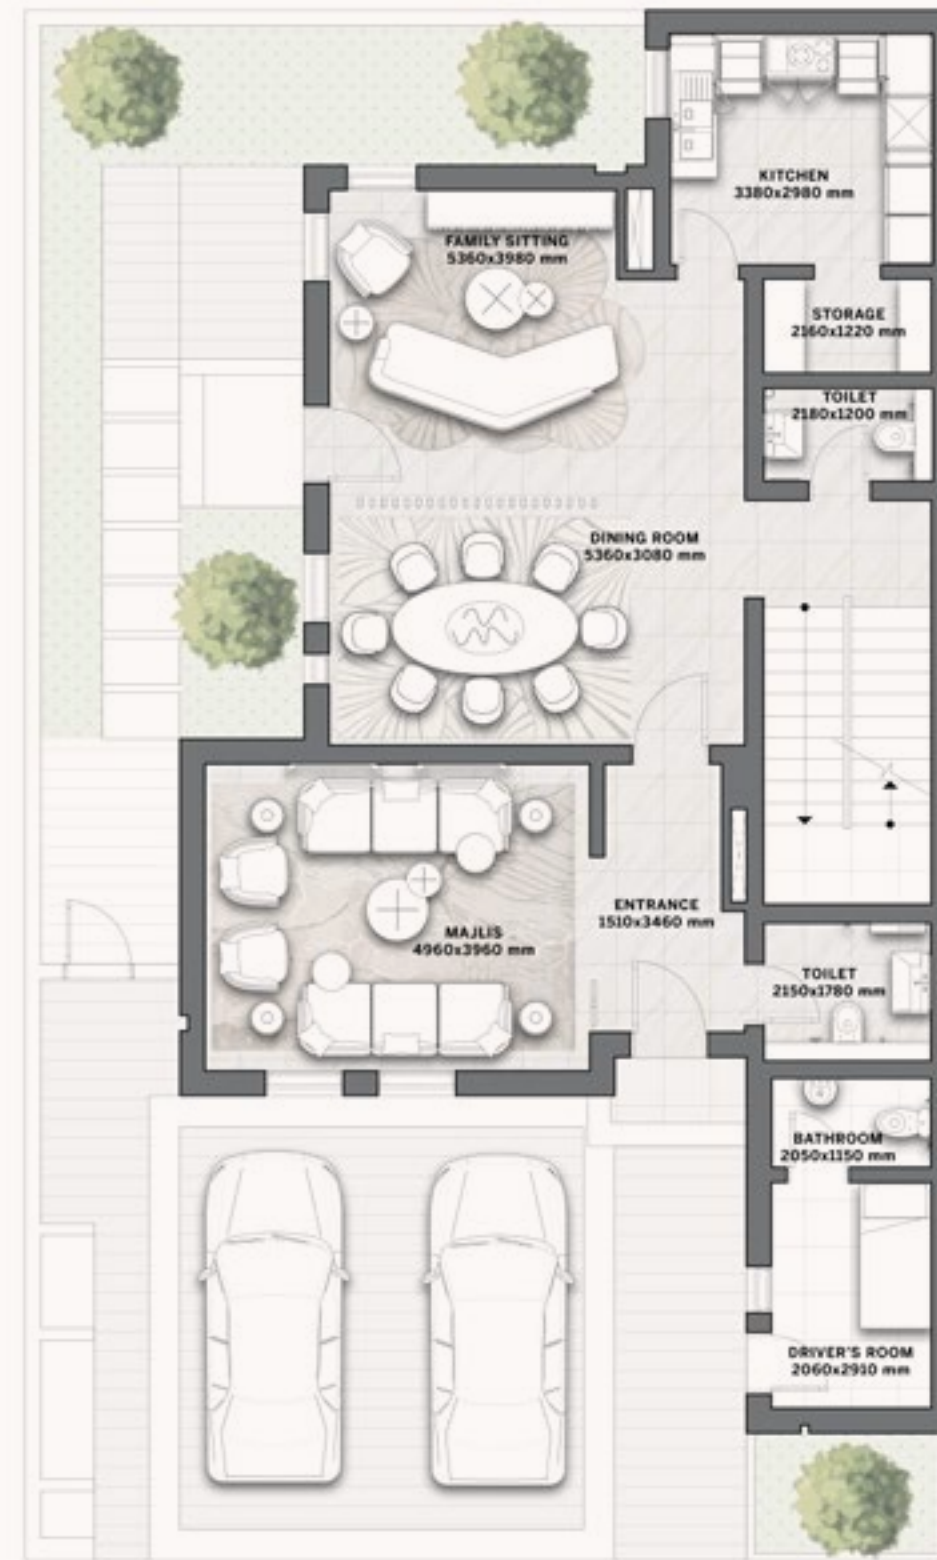 KITCHEN
3380x2980 mm
FAMILY SITTING
5360x3980 mm
STORAGE
2160x1220 mm
TOILET
2180x1200 mm
DINING ROOM
5360x3080 mm
ENTRANCE
1510x3460 mm
MAJLIS
4960x3960 mm
TOILET
2150x1780 mm
BATHROOM
2050x1150 mm
DRIVER'S ROOM
2060x2910 mm